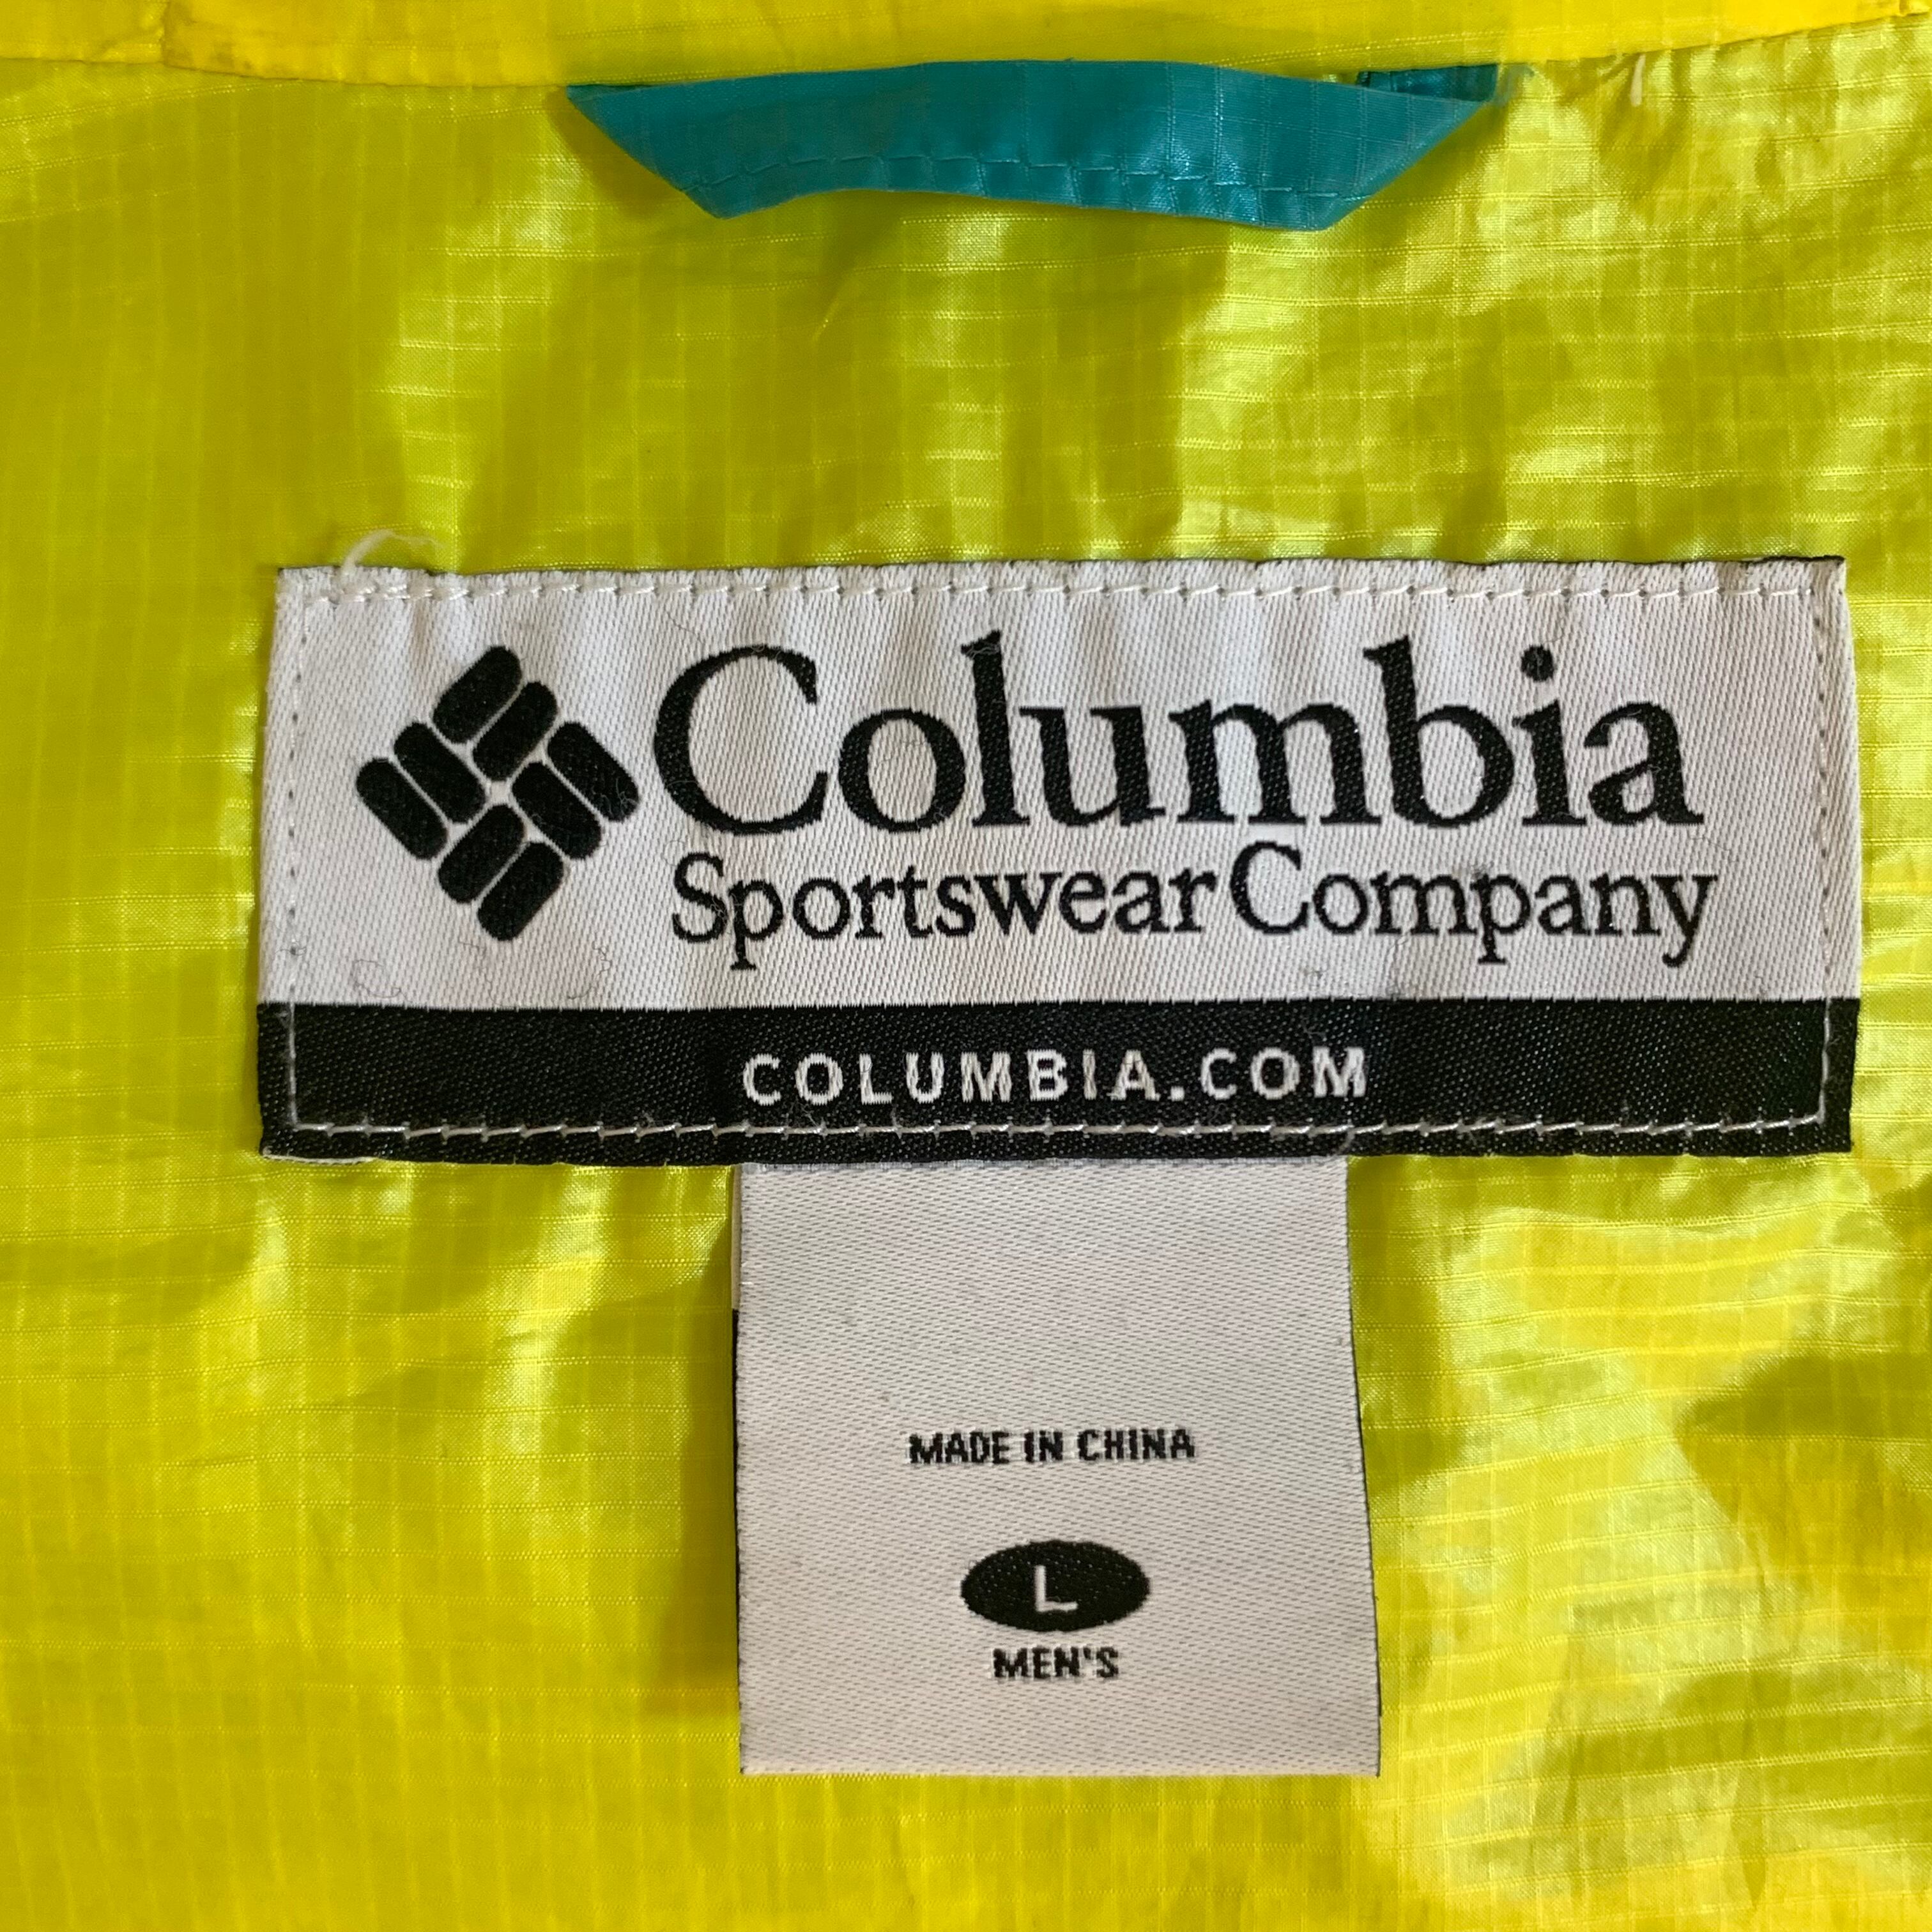 Columbia
Sportswear Company
COLUMBIA.COM
MADE IN CHINA
L
MEN'S